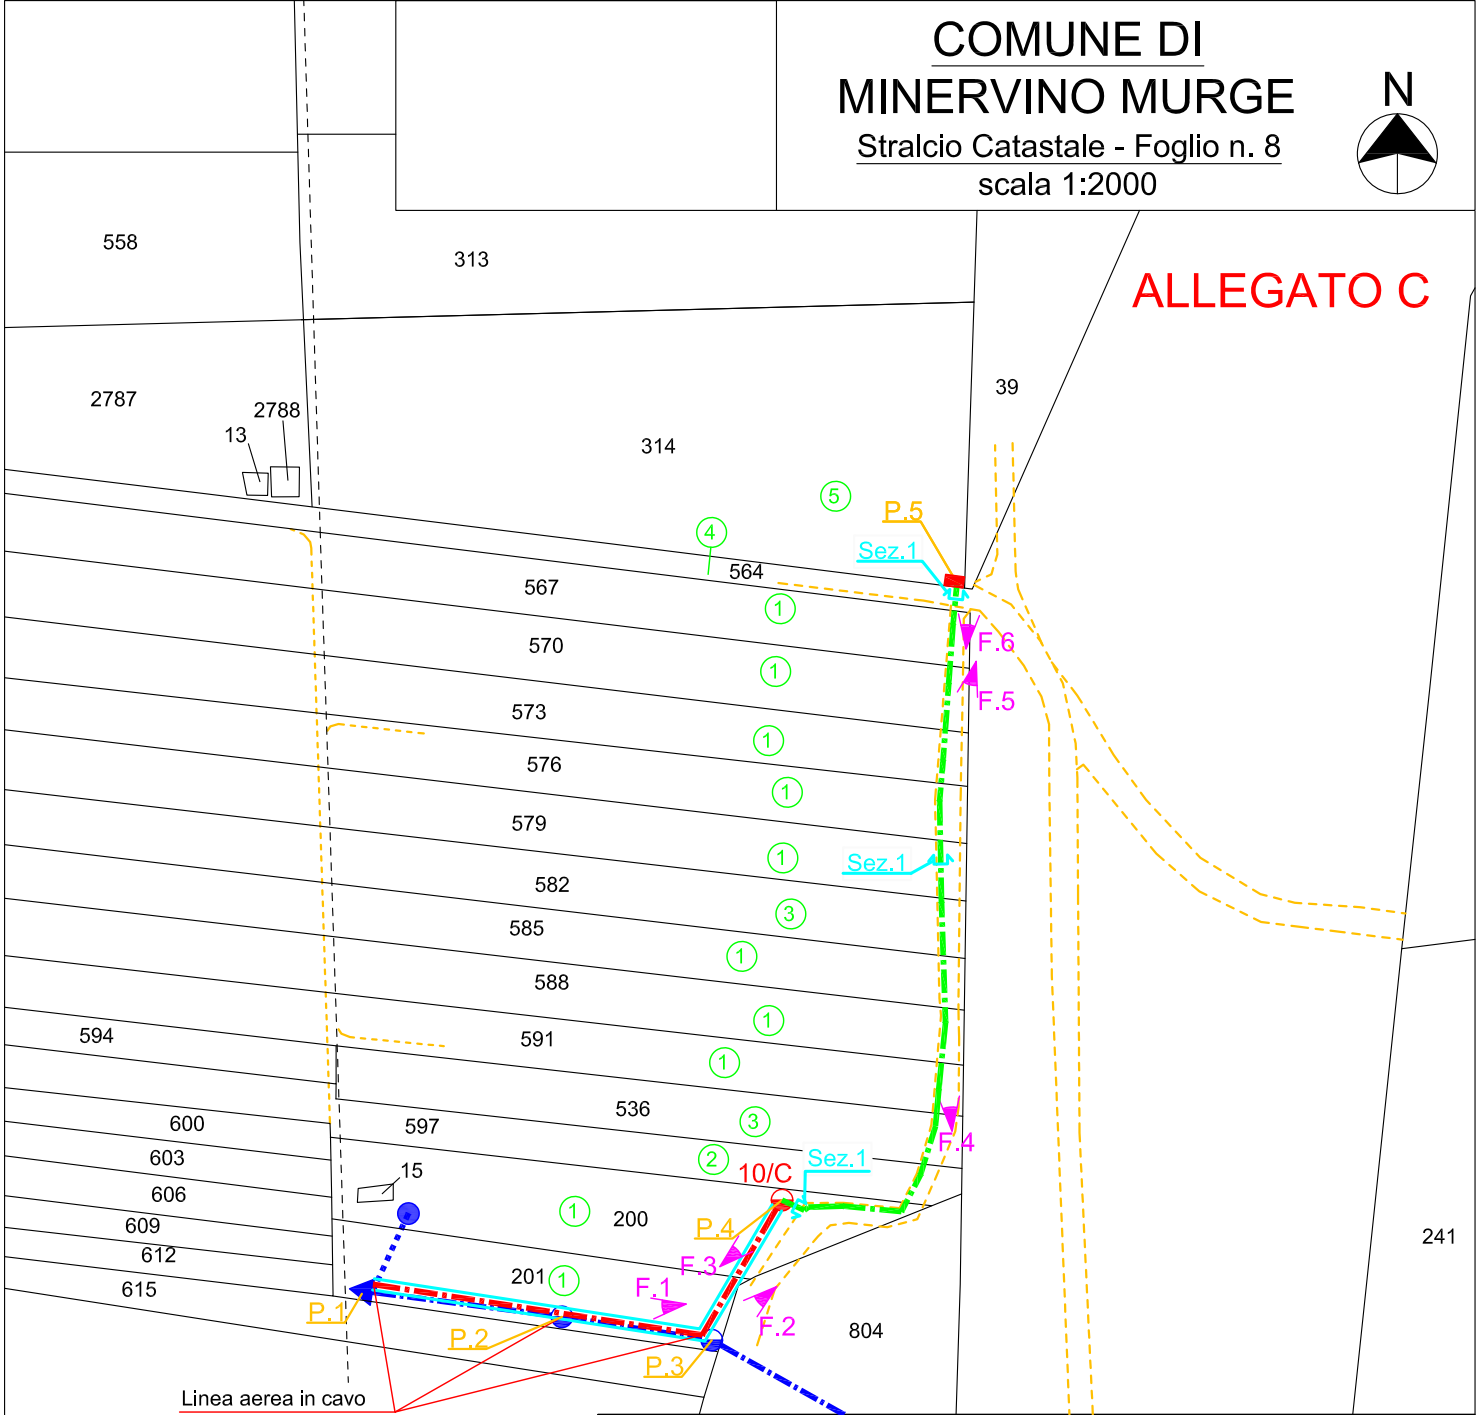 COMUNE DI
MINERVINO MURGE
Stralcio Catastale - Foglio n. 8
scala 1:2000
N
ALLEGATO C
558
313
2787
2788
13
314
39
5
P.5
4
Sez.1
564
567
1
570
F.6
1
F.5
573
1
576
1
579
1
Sez.1
582
3
585
1
588
1
594
591
1
536
3
600
597
F.4
603
2
Sez.1
15
10/C
606
1
200
P.4
609
241
612
F.3
201
1
615
F.1
P.1
F.2
804
P.2
P.3
Linea aerea in cavo